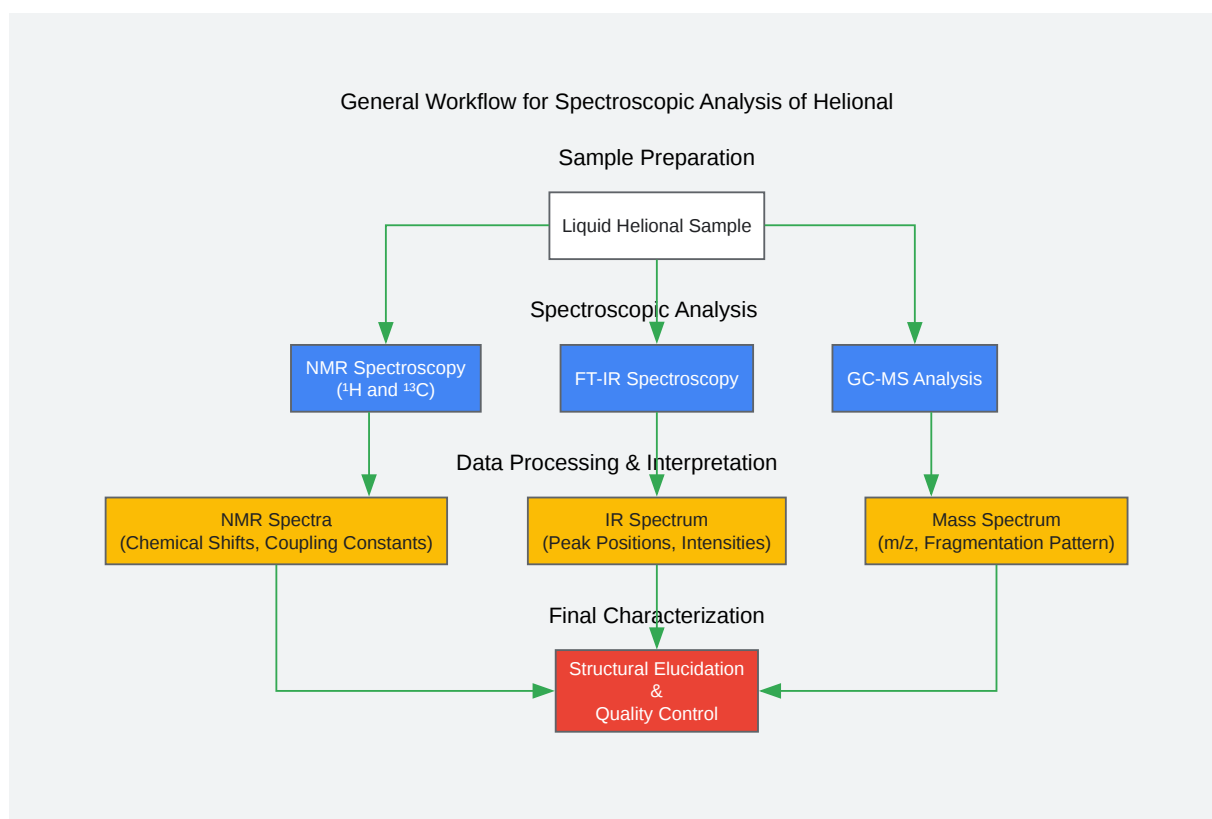 General Workflow for Spectroscopic Analysis of Helional
Sample Preparation
Liquid Helional Sample
Spectroscopic Analysis
NMR Spectroscopy
(¹H and ¹³C)
FT-IR Spectroscopy
GC-MS Analysis
Data Processing & Interpretation
NMR Spectra
(Chemical Shifts, Coupling Constants)
IR Spectrum
(Peak Positions, Intensities)
Mass Spectrum
(m/z, Fragmentation Pattern)
Final Characterization
Structural Elucidation
&
Quality Control